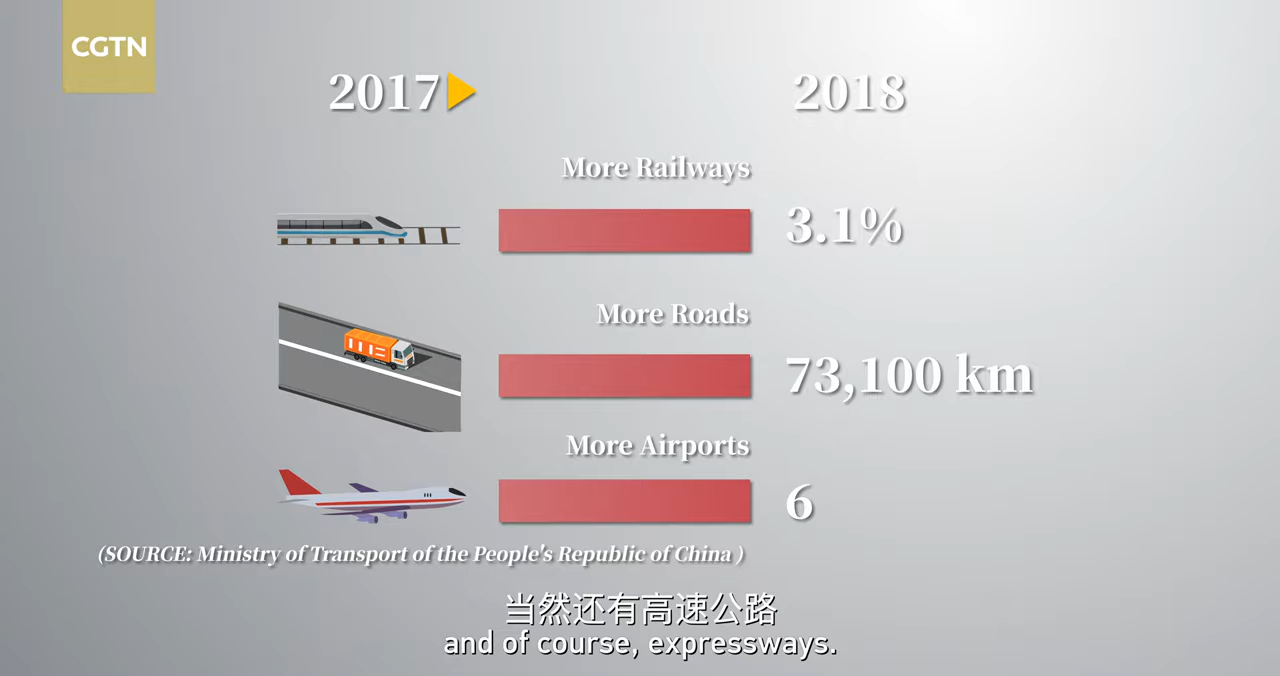 CGTN
2017
2018
More Railways
3.1%
More Roads
73,100 km
More Airports
6
(SOURCE: Ministry of Transport of the People's Republic of China )
当然还有高速公路
and of course, expressways.